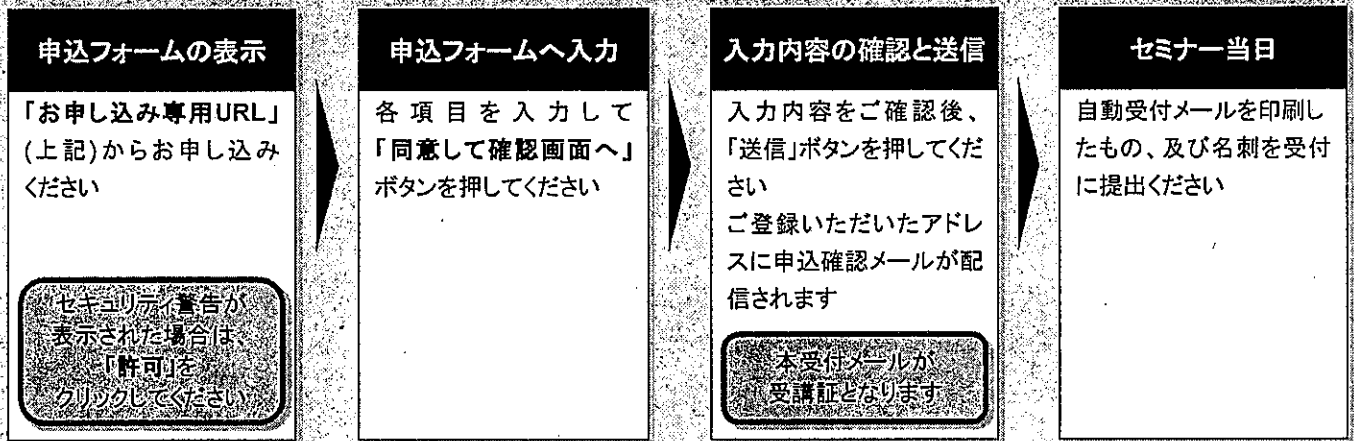 申込フォームの表示
「お申し込み専用URL」
(上記)からお申し込み
ください
セキュリティ警告が
表示された場合は、
「許可」を
クリックしてください
申込フォームへ入力
各項目を入力して
「同意して確認画面へ」
ボタンを押してください
入力内容の確認と送信
入力内容をご確認後、
「送信」ボタンを押してくだ
さい
ご登録いただいたアドレ
スに申込確認メールが配
信されます
本受付メールが
受講証となります
セミナー当日
自動受付メールを印刷し
たもの、及び名刺を受付
に提出ください